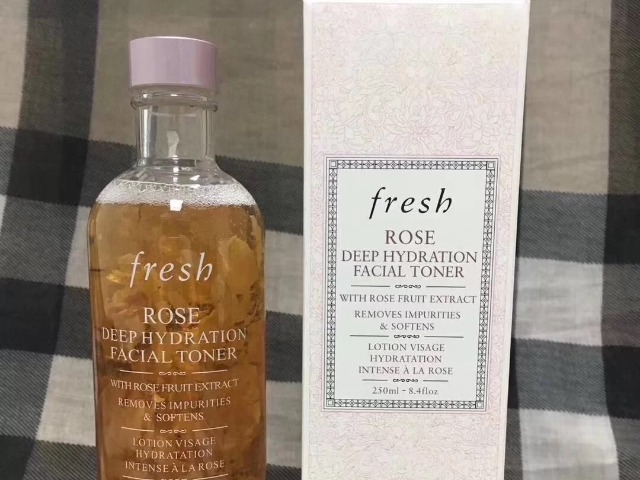 fresh
ROSE
DEEP HYDRATION
FACIAL TONER
WITH ROSE FRUIT EXTRACT
REMOVES IMPURITIES
& SOFTENS
LOTION VISAGE
HYDRATATION
INTENSE À LA ROSE
fresh
ROSE
DEEP HYDRATION
FACIAL TONER
WITH ROSE FRUIT EXTRACT
REMOVES IMPURITIES
& SOFTENS
LOTION VISAGE
HYDRATATION
INTENSE À LA ROSE
250ml - 8.4floz